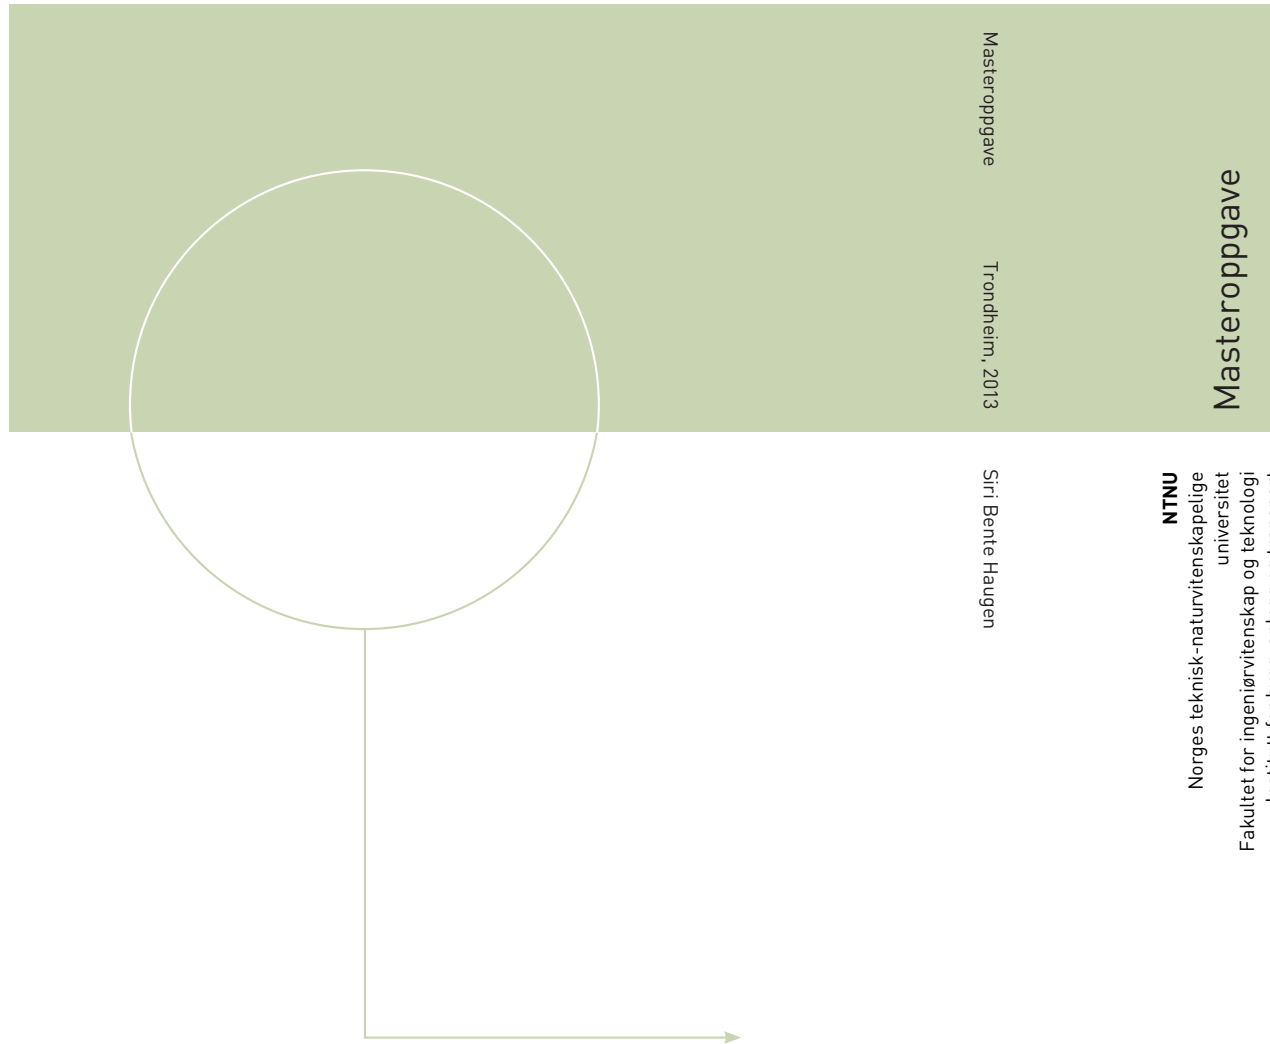 Masteroppgave
Trondheim, 2013
Siri Bente Haugen
Masteroppgave
NTNU
Norges teknisk-naturvitenskapelige
universitet
Fakultet for ingeniørvitenskap og teknologi